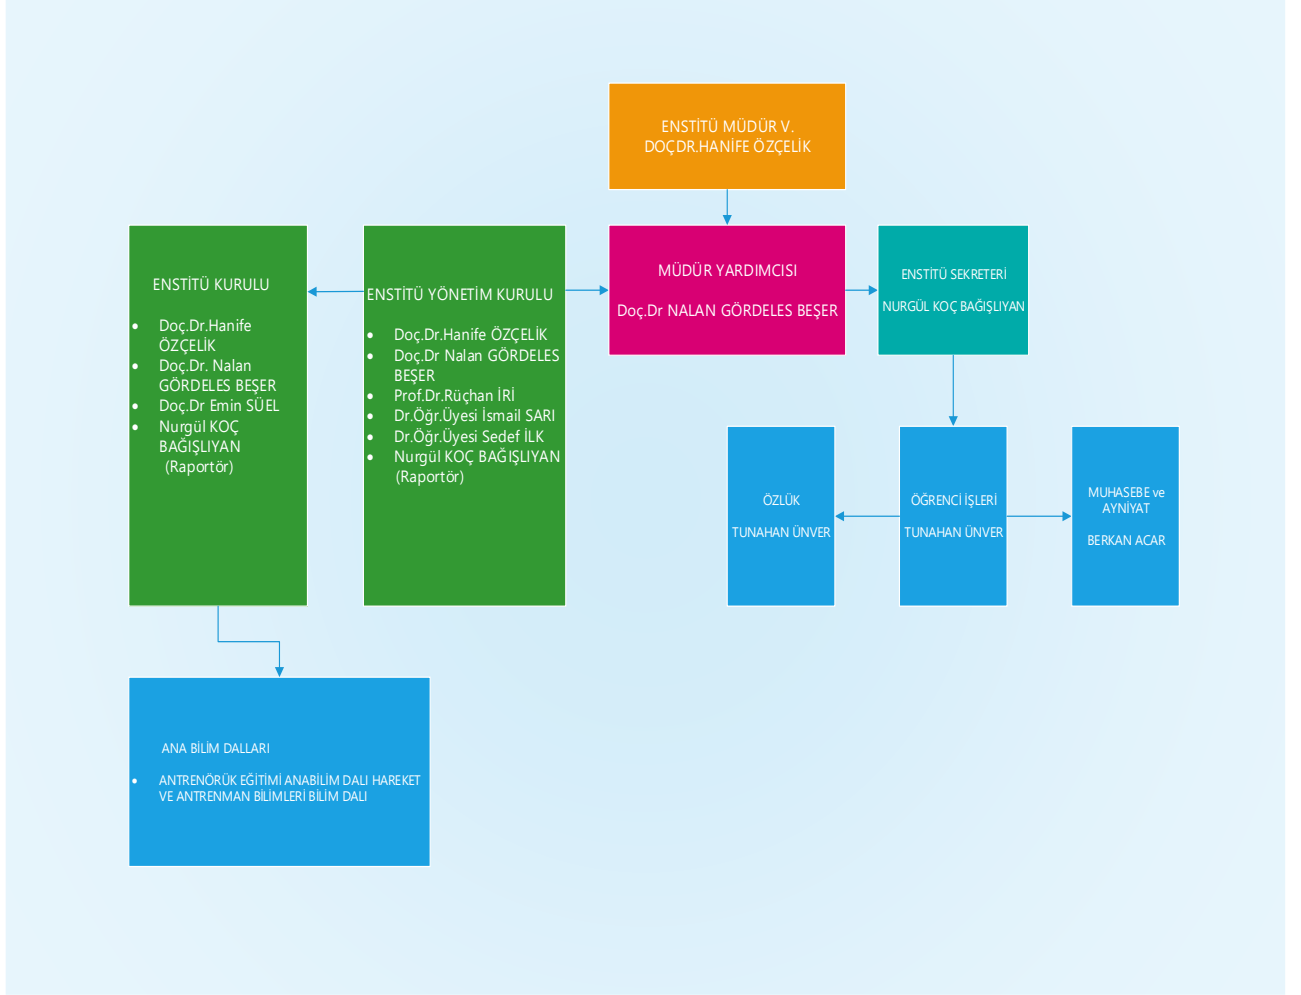 ENSTİTÜ MÜDÜR V.
DOÇDR.HANİFE ÖZÇELİK
ENSTİTÜ KURULU
• Doç.Dr.Hanife
ÖZÇELİK
• Doç.Dr. Nalan
GÖRDELES BEŞER
• Doç.Dr Emin SÜEL
• Nurgül KOÇ
BAĞIŞLIYAN
(Raportör)
ENSTİTÜ YÖNETİM KURULU
• Doç.Dr.Hanife ÖZÇELİK
• Doç.Dr Nalan GÖRDELES
BEŞER
• Prof.Dr.Rüçhan İRİ
• Dr.Öğr.Üyesi İsmail SARI
• Dr.Öğr.Üyesi Sedef İLK
• Nurgül KOÇ BAĞIŞLIYAN
(Raportör)
MÜDÜR YARDIMCISI
Doç.Dr NALAN GÖRDELES BEŞER
ENSTİTÜ SEKRETERİ
NURGÜL KOÇ BAĞIŞLIYAN
ÖZLÜK
TUNAHAN ÜNVER
ÖĞRENCİ İŞLERİ
TUNAHAN ÜNVER
MUHASEBE ve
AYNİYAT
BERKAN ACAR
ANA BİLİM DALLARI
• ANTRENÖRÜK EĞİTİMİ ANABİLİM DALI HAREKET
VE ANTRENMAN BİLİMLERİ BİLİM DALI